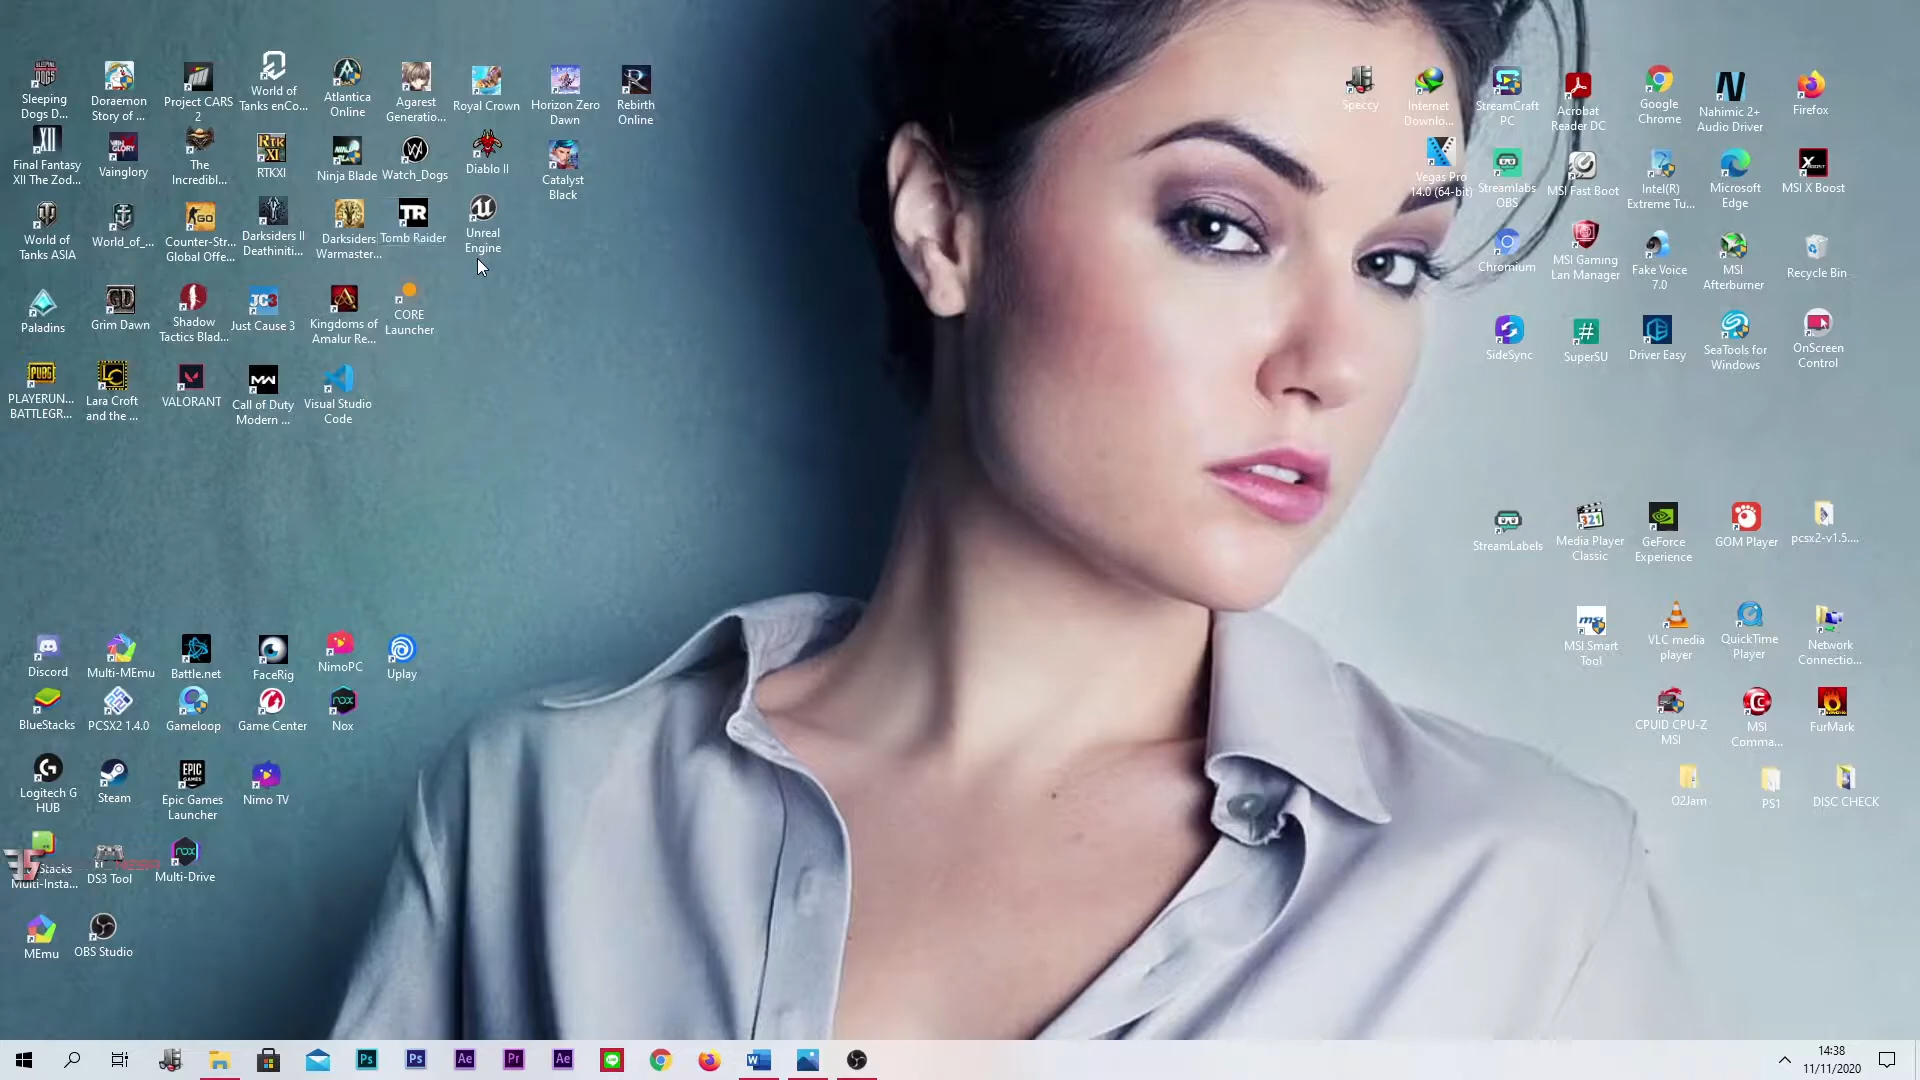 Sleeping
Dogs D...
Doraemon
Story of ...
Project CARS
2
World of
Tanks enCo...
Atlantica
Online
Agarest
Generatio...
Royal Crown
Horizon Zero
Dawn
Rebirth
Online
Final Fantasy
XII The Zod...
Vainglory
The
Incredibl...
RTKXI
Ninja Blade
Watch_Dogs
Diablo II
Catalyst
Black
World of
Tanks ASIA
World_of_...
Counter-Str...
Global Offe...
Darksiders II
Deathiniti...
Darksiders
Warmaster...
Tomb Raider
Unreal
Engine
Paladins
Grim Dawn
Shadow
Tactics Blad...
Just Cause 3
Kingdoms of
Amalur Re...
CORE
Launcher
PLAYERUN...
BATTLEGR...
Lara Croft
and the ...
VALORANT
Call of Duty
Modern ...
Visual Studio
Code
Speccy
Internet
Downlo...
StreamCraft
PC
Acrobat
Reader DC
Google
Chrome
Nahimic 2+
Audio Driver
Firefox
Vegas Pro
14.0 (64-bit)
Streamlabs
OBS
MSI Fast Boot
Intel(R)
Extreme Tu...
Microsoft
Edge
MSI X Boost
Chromium
MSI Gaming
Lan Manager
Fake Voice
7.0
MSI
Afterburner
Recycle Bin
SideSync
SuperSU
Driver Easy
SeaTools for
Windows
OnScreen
Control
StreamLabels
Media Player
Classic
GeForce
Experience
GOM Player
pcsx2-v1.5....
MSI Smart
Tool
VLC media
player
QuickTime
Player
Network
Connectio...
CPUID CPU-Z
MSI
MSI
Comma...
FurMark
O2Jam
PS1
DISC CHECK
Discord
Multi-MEmu
Battle.net
FaceRig
NimoPC
Uplay
BlueStacks
PCSX2 1.4.0
Gameloop
Game Center
Nox
Logitech G
HUB
Steam
Epic Games
Launcher
Nimo TV
Stacks
Multi-Insta...
DS3 Tool
Multi-Drive
MEmu
OBS Studio
14:38
11/11/2020